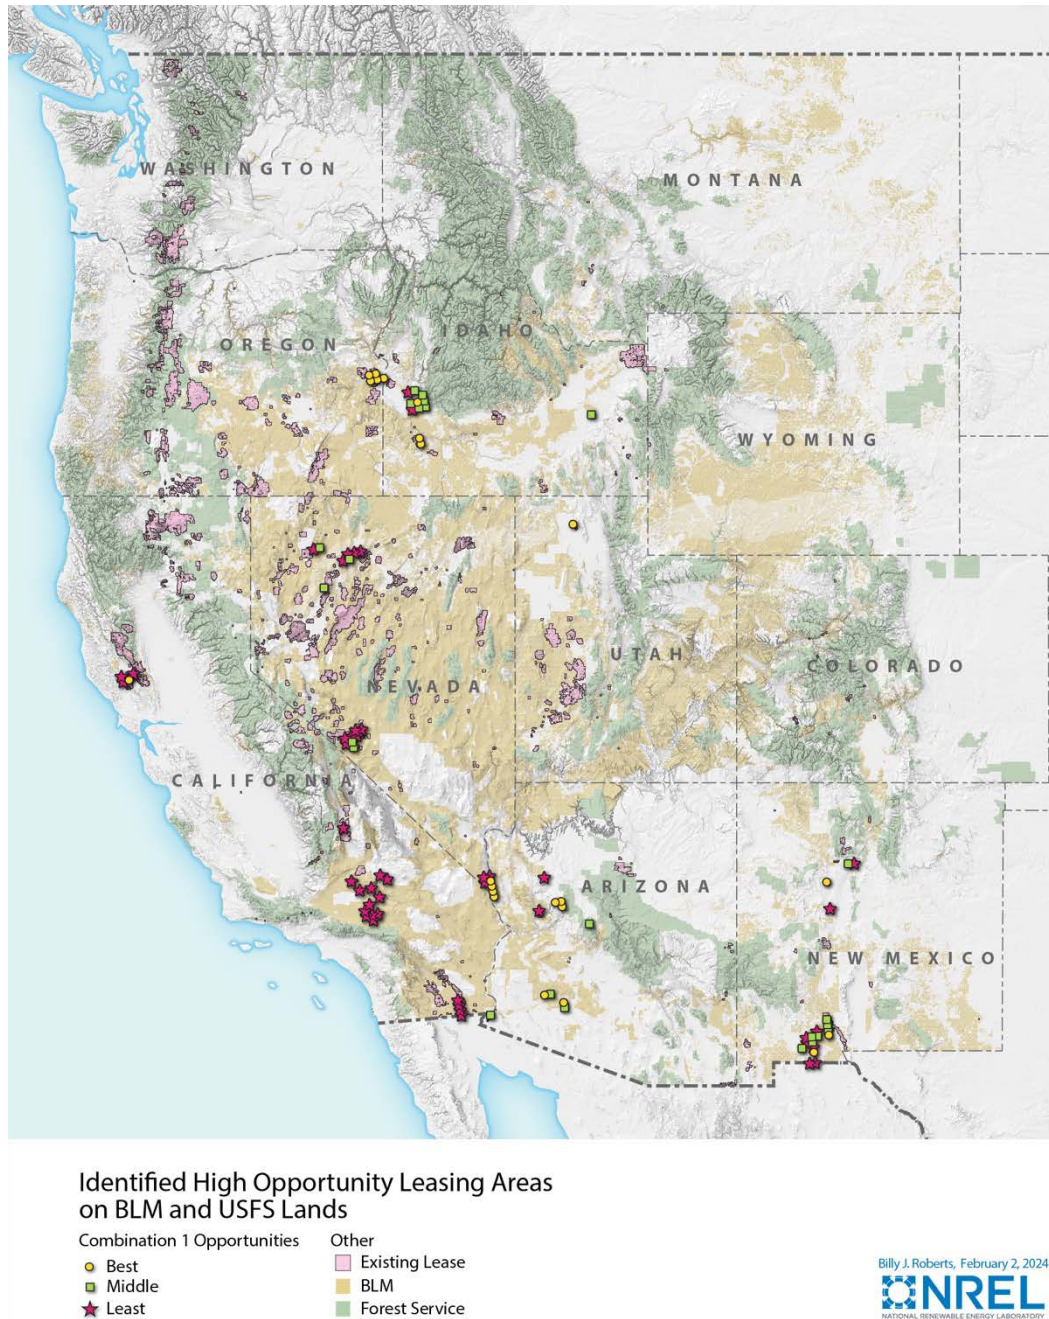 WASHINGTON
MONTANA
OREGON
IDAHO
WYOMING
NEVADA
UTAH
COLORADO
CALIFORNIA
ARIZONA
NEW MEXICO
Identified High Opportunity Leasing Areas
on BLM and USFS Lands
Combination 1 Opportunities
Best
Middle
Least
Other
Existing Lease
BLM
Forest Service
Billy J. Roberts, February 2, 2024
NREL
NATIONAL RENEWABLE ENERGY LABORATORY